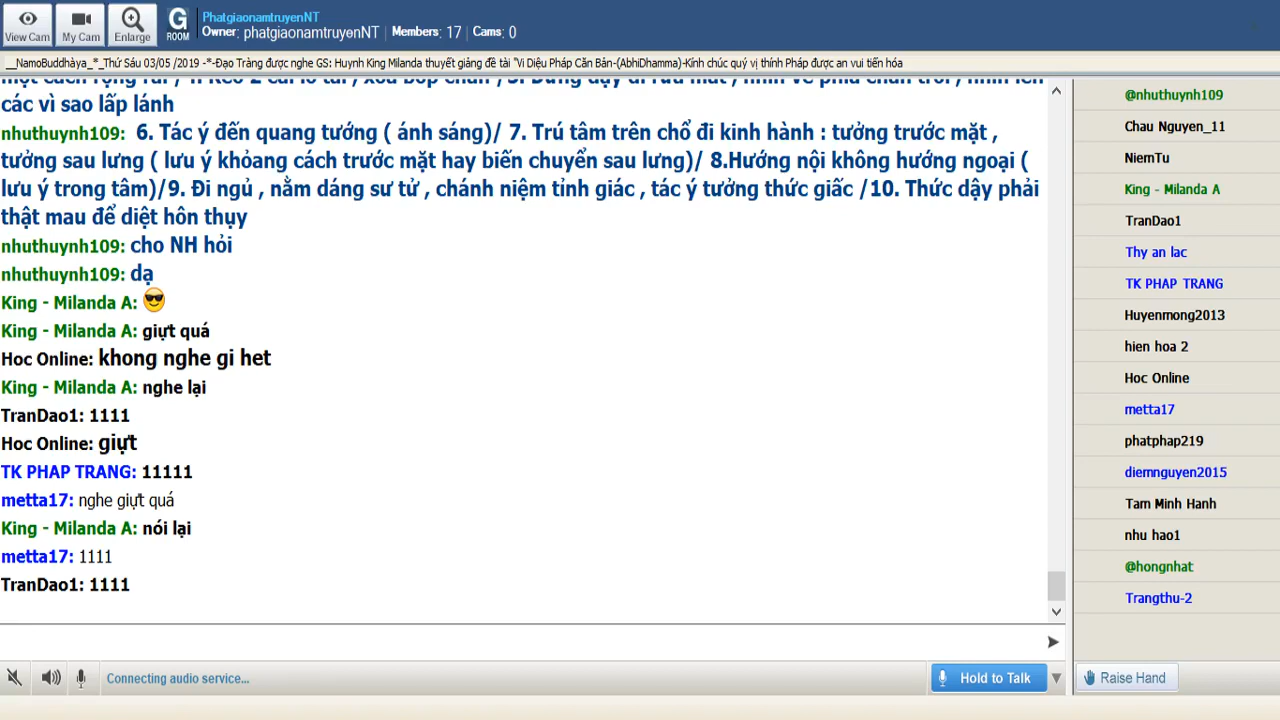 View Cam
My Cam
Enlarge
G ROOM
PhatgiaonamtruyenNT
Owner: phatgiaonamtruyenNT | Members: 17 | Cams: 0
__NamoBuddhàya_*_Thứ Sáu 03/05 /2019 -*-Đạo Tràng được nghe GS: Huynh King Milanda thuyết giảng đề tài "Vi Diệu Pháp Căn Bản-(AbhiDhamma)-Kính chúc quý vị thính Pháp được an vui tiến hóa
các vì sao lấp lánh
nhuthuynh109: 6. Tác ý đến quang tướng ( ánh sáng)/ 7. Trú tâm trên chổ đi kinh hành : tưởng trước mặt ,
tưởng sau lưng ( lưu ý khỏang cách trước mặt hay biến chuyển sau lưng)/ 8.Hướng nội không hướng ngoại (
lưu ý trong tâm)/9. Đi ngủ , nằm dáng sư tử , chánh niệm tỉnh giác , tác ý tưởng thức giấc /10. Thức dậy phải
thật mau để diệt hôn thụy
nhuthuynh109: cho NH hỏi
nhuthuynh109: dạ
King - Milanda A: 😎
King - Milanda A: giựt quá
Hoc Online: khong nghe gi het
King - Milanda A: nghe lại
TranDao1: 1111
Hoc Online: giựt
TK PHAP TRANG: 11111
metta17: nghe giựt quá
King - Milanda A: nói lại
metta17: 1111
TranDao1: 1111
@nhuthuynh109
Chau Nguyen_11
NiemTu
King - Milanda A
TranDao1
Thy an lac
TK PHAP TRANG
Huyenmong2013
hien hoa 2
Hoc Online
metta17
phatphap219
diemnguyen2015
Tam Minh Hanh
nhu hao1
@hongnhat
Trangthu-2
Connecting audio service...
Hold to Talk
Raise Hand